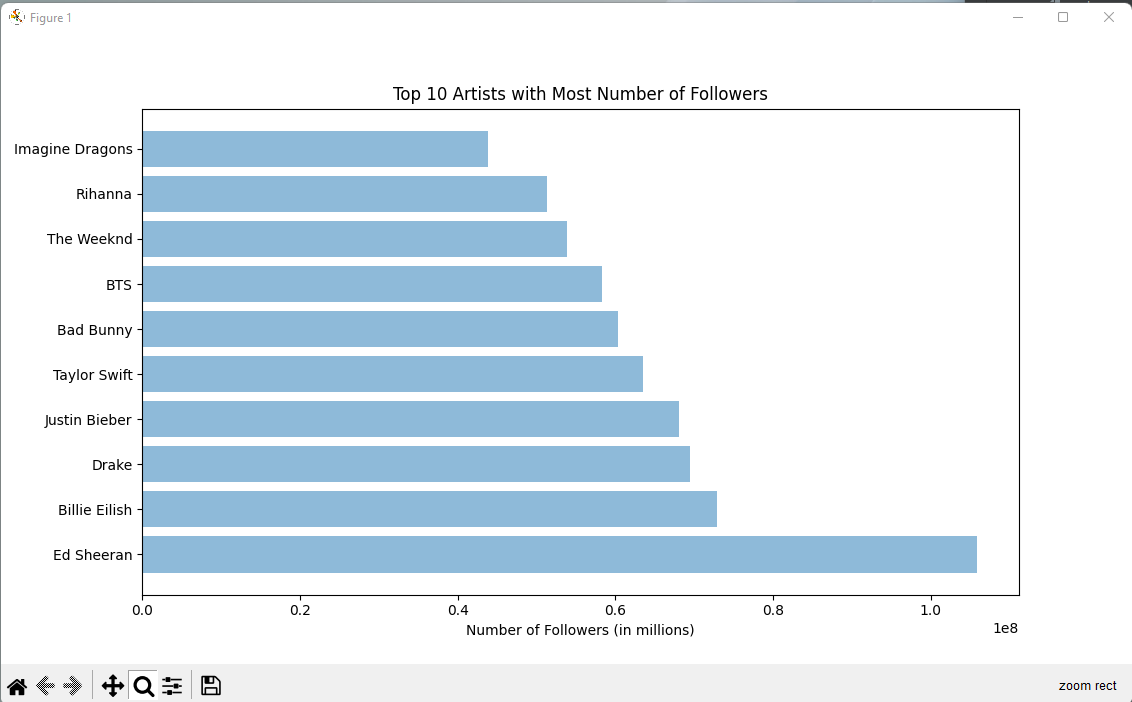 Figure 1
Top 10 Artists with Most Number of Followers
Imagine Dragons
Rihanna
The Weeknd
BTS
Bad Bunny
Taylor Swift
Justin Bieber
Drake
Billie Eilish
Ed Sheeran
0.0 0.2 0.4 0.6 0.8 1.0
Number of Followers (in millions)
1e8
zoom rect